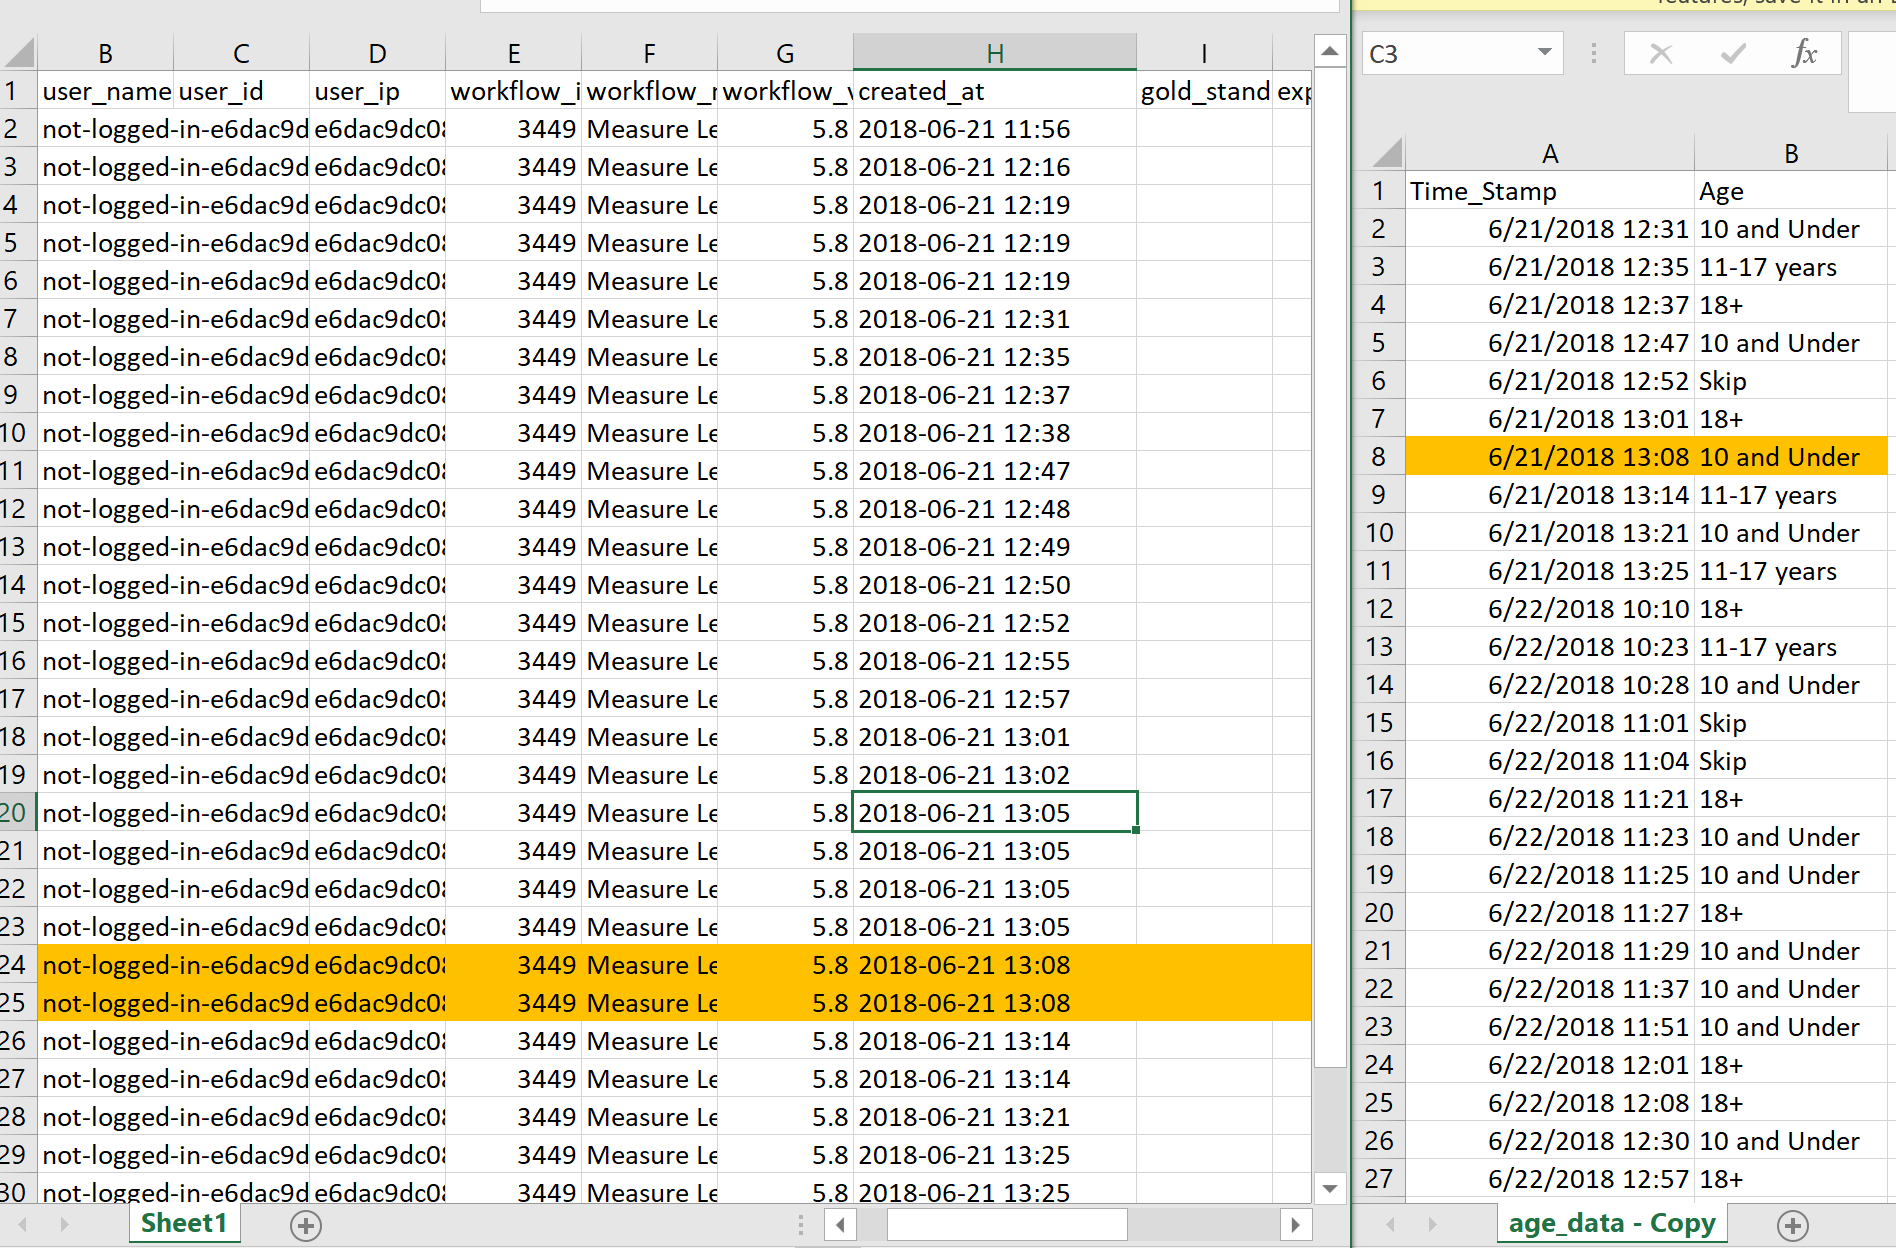 B C D E F G H I
1 user_name user_id user_ip workflow_i workflow_ workflow_ created_at gold_stand exp
2 not-logged-in-e6dac9d e6dac9dc0 3449 Measure Le 5.8 2018-06-21 11:56
3 not-logged-in-e6dac9d e6dac9dc0 3449 Measure Le 5.8 2018-06-21 12:16
4 not-logged-in-e6dac9d e6dac9dc0 3449 Measure Le 5.8 2018-06-21 12:19
5 not-logged-in-e6dac9d e6dac9dc0 3449 Measure Le 5.8 2018-06-21 12:19
6 not-logged-in-e6dac9d e6dac9dc0 3449 Measure Le 5.8 2018-06-21 12:19
7 not-logged-in-e6dac9d e6dac9dc0 3449 Measure Le 5.8 2018-06-21 12:31
8 not-logged-in-e6dac9d e6dac9dc0 3449 Measure Le 5.8 2018-06-21 12:35
9 not-logged-in-e6dac9d e6dac9dc0 3449 Measure Le 5.8 2018-06-21 12:37
10 not-logged-in-e6dac9d e6dac9dc0 3449 Measure Le 5.8 2018-06-21 12:38
11 not-logged-in-e6dac9d e6dac9dc0 3449 Measure Le 5.8 2018-06-21 12:47
12 not-logged-in-e6dac9d e6dac9dc0 3449 Measure Le 5.8 2018-06-21 12:48
13 not-logged-in-e6dac9d e6dac9dc0 3449 Measure Le 5.8 2018-06-21 12:49
14 not-logged-in-e6dac9d e6dac9dc0 3449 Measure Le 5.8 2018-06-21 12:50
15 not-logged-in-e6dac9d e6dac9dc0 3449 Measure Le 5.8 2018-06-21 12:52
16 not-logged-in-e6dac9d e6dac9dc0 3449 Measure Le 5.8 2018-06-21 12:55
17 not-logged-in-e6dac9d e6dac9dc0 3449 Measure Le 5.8 2018-06-21 12:57
18 not-logged-in-e6dac9d e6dac9dc0 3449 Measure Le 5.8 2018-06-21 13:01
19 not-logged-in-e6dac9d e6dac9dc0 3449 Measure Le 5.8 2018-06-21 13:02
20 not-logged-in-e6dac9d e6dac9dc0 3449 Measure Le 5.8 2018-06-21 13:05
21 not-logged-in-e6dac9d e6dac9dc0 3449 Measure Le 5.8 2018-06-21 13:05
22 not-logged-in-e6dac9d e6dac9dc0 3449 Measure Le 5.8 2018-06-21 13:05
23 not-logged-in-e6dac9d e6dac9dc0 3449 Measure Le 5.8 2018-06-21 13:05
24 not-logged-in-e6dac9d e6dac9dc0 3449 Measure Le 5.8 2018-06-21 13:08
25 not-logged-in-e6dac9d e6dac9dc0 3449 Measure Le 5.8 2018-06-21 13:08
26 not-logged-in-e6dac9d e6dac9dc0 3449 Measure Le 5.8 2018-06-21 13:14
27 not-logged-in-e6dac9d e6dac9dc0 3449 Measure Le 5.8 2018-06-21 13:14
28 not-logged-in-e6dac9d e6dac9dc0 3449 Measure Le 5.8 2018-06-21 13:21
29 not-logged-in-e6dac9d e6dac9dc0 3449 Measure Le 5.8 2018-06-21 13:25
30 not-logged-in-e6dac9d e6dac9dc0 3449 Measure Le 5.8 2018-06-21 13:25
Sheet1
C3 fx
A B
1 Time_Stamp Age
2 6/21/2018 12:31 10 and Under
3 6/21/2018 12:35 11-17 years
4 6/21/2018 12:37 18+
5 6/21/2018 12:47 10 and Under
6 6/21/2018 12:52 Skip
7 6/21/2018 13:01 18+
8 6/21/2018 13:08 10 and Under
9 6/21/2018 13:14 11-17 years
10 6/21/2018 13:21 10 and Under
11 6/21/2018 13:25 11-17 years
12 6/22/2018 10:10 18+
13 6/22/2018 10:23 11-17 years
14 6/22/2018 10:28 10 and Under
15 6/22/2018 11:01 Skip
16 6/22/2018 11:04 Skip
17 6/22/2018 11:21 18+
18 6/22/2018 11:23 10 and Under
19 6/22/2018 11:25 10 and Under
20 6/22/2018 11:27 18+
21 6/22/2018 11:29 10 and Under
22 6/22/2018 11:37 10 and Under
23 6/22/2018 11:51 10 and Under
24 6/22/2018 12:01 18+
25 6/22/2018 12:08 18+
26 6/22/2018 12:30 10 and Under
27 6/22/2018 12:57 18+
age_data - Copy